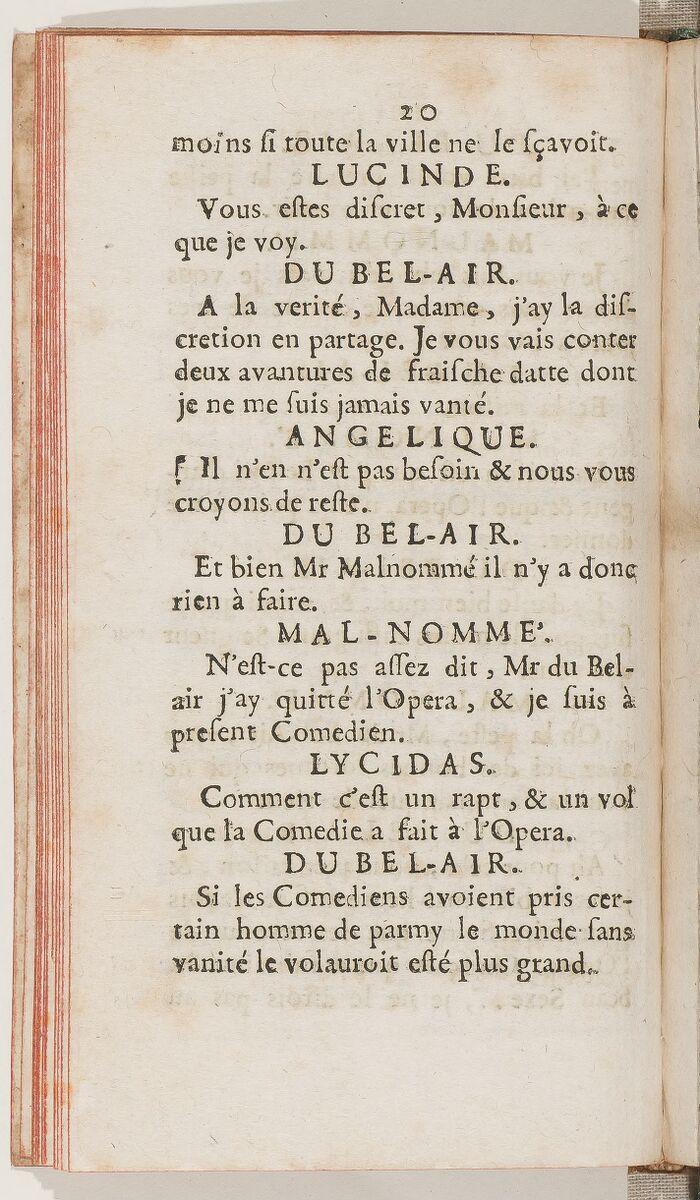 20
moins ſi toute la ville ne le ſçavoit.
LUCINDE.
Vous eſtes diſcret, Monſieur, à ce
que je voy.
DU BEL-AIR.
A la verité, Madame, j'ay la diſ-
cretion en partage. Je vous vais conter
deux avantures de fraiſche datte dont
je ne me ſuis jamais vanté.
ANGELIQUE.
ſ Il n'en n'eſt pas beſoin & nous vous
croyons de reſte.
DU BEL-AIR.
Et bien Mr Malnommé il n'y a donc
rien à faire.
MAL-NOMME'.
N'eſt-ce pas aſſez dit, Mr du Bel-
air j'ay quitté l'Opera, & je ſuis à
preſent Comedien.
LYCIDAS.
Comment c'eſt un rapt, & un vol
que la Comedie a fait à l'Opera.
DU BEL-AIR.
Si les Comediens avoient pris cer-
tain homme de parmy le monde ſans
vanité le volauroit eſté plus grand.